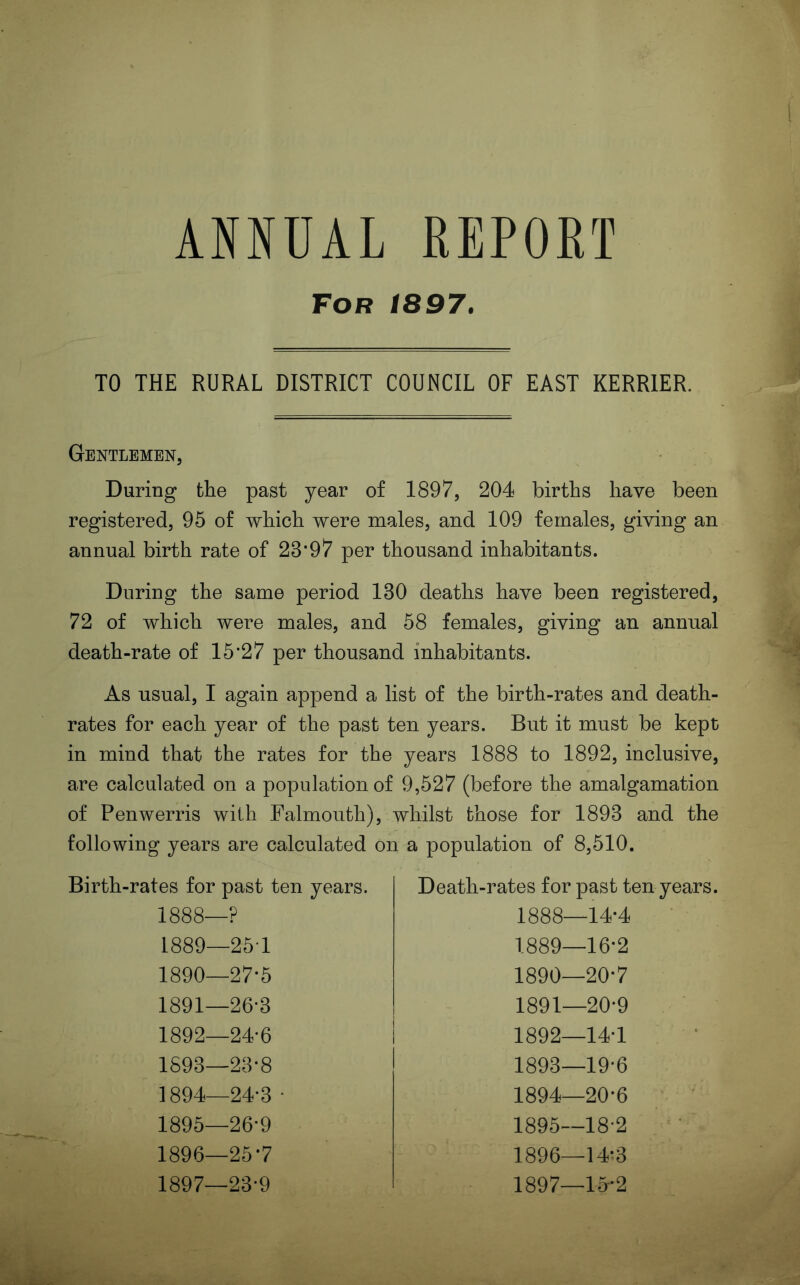 ANNUAL REPORT
FOR 1897.
TO THE RURAL DISTRICT COUNCIL OF EAST KERRIER.
GENTLEMEN,
During the past year of 1897, 204 births have been
registered, 95 of which were males, and 109 females, giving an
annual birth rate of 23·97 per thousand inhabitants.
During the same period 130 deaths have been registered,
72 of which were males, and 58 females, giving an annual
death-rate of 15·27 per thousand inhabitants.
As usual, I again append a list of the birth-rates and death-
rates for each year of the past ten years. But it must be kept
in mind that the rates for the years 1888 to 1892, inclusive,
are calculated on a population of 9,527 (before the amalgamation
of Penwerris with Falmouth), whilst those for 1893 and the
following years are calculated on a population of 8,510.
Birth-rates for past ten years.
1888—?
1889—25·1
1890—27·5
1891—26·3
1892—24·6
1893—23·8
1894—24·3
1895—26·9
1896—25·7
1897—23·9
Death-rates for past ten years.
1888—14·4
1889—16·2
1890—20·7
1891—20·9
1892—14·1
1893—19·6
1894—20·6
1895—18·2
1896—14·3
1897—15·2